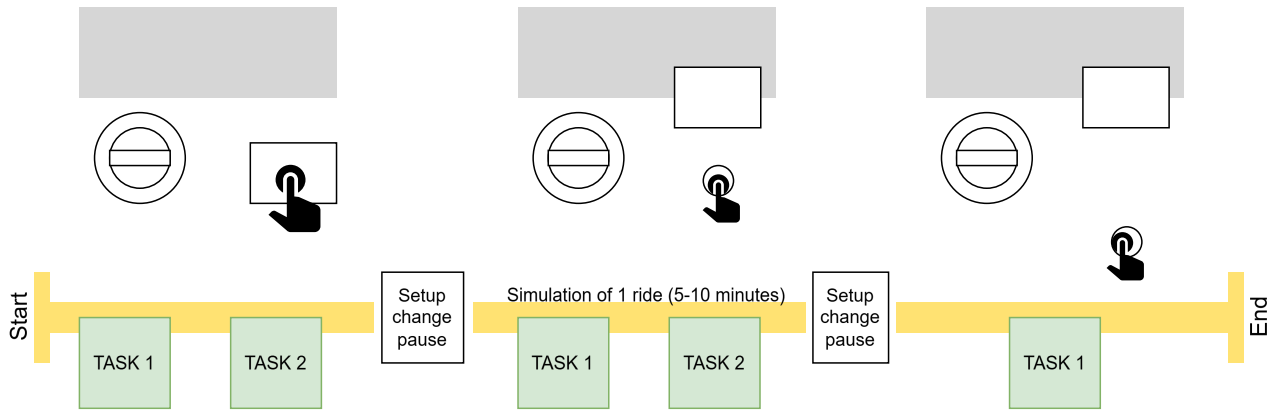 Start
TASK 1
TASK 2
Setup
change
pause
Simulation of 1 ride (5-10 minutes)
TASK 1
TASK 2
Setup
change
pause
TASK 1
End